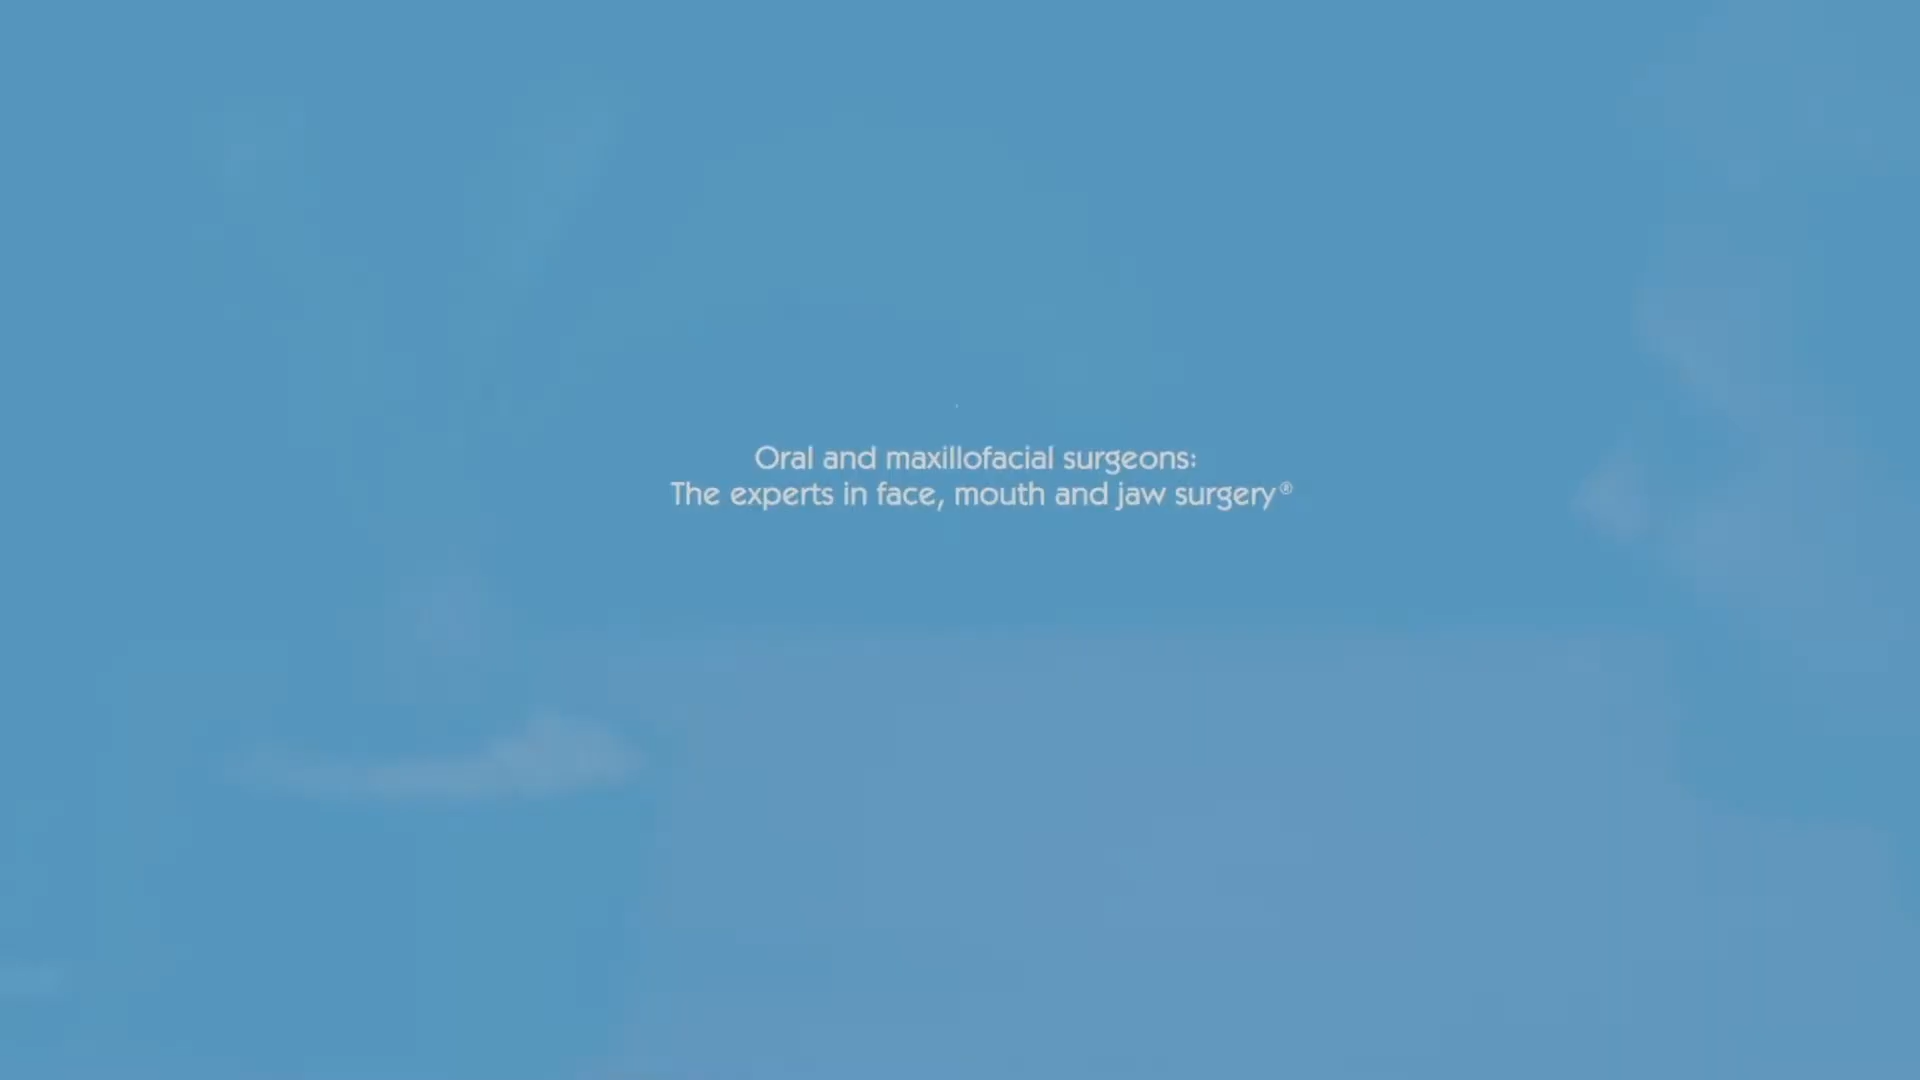 Oral and maxillofacial surgeons:
The experts in face, mouth and jaw surgery®